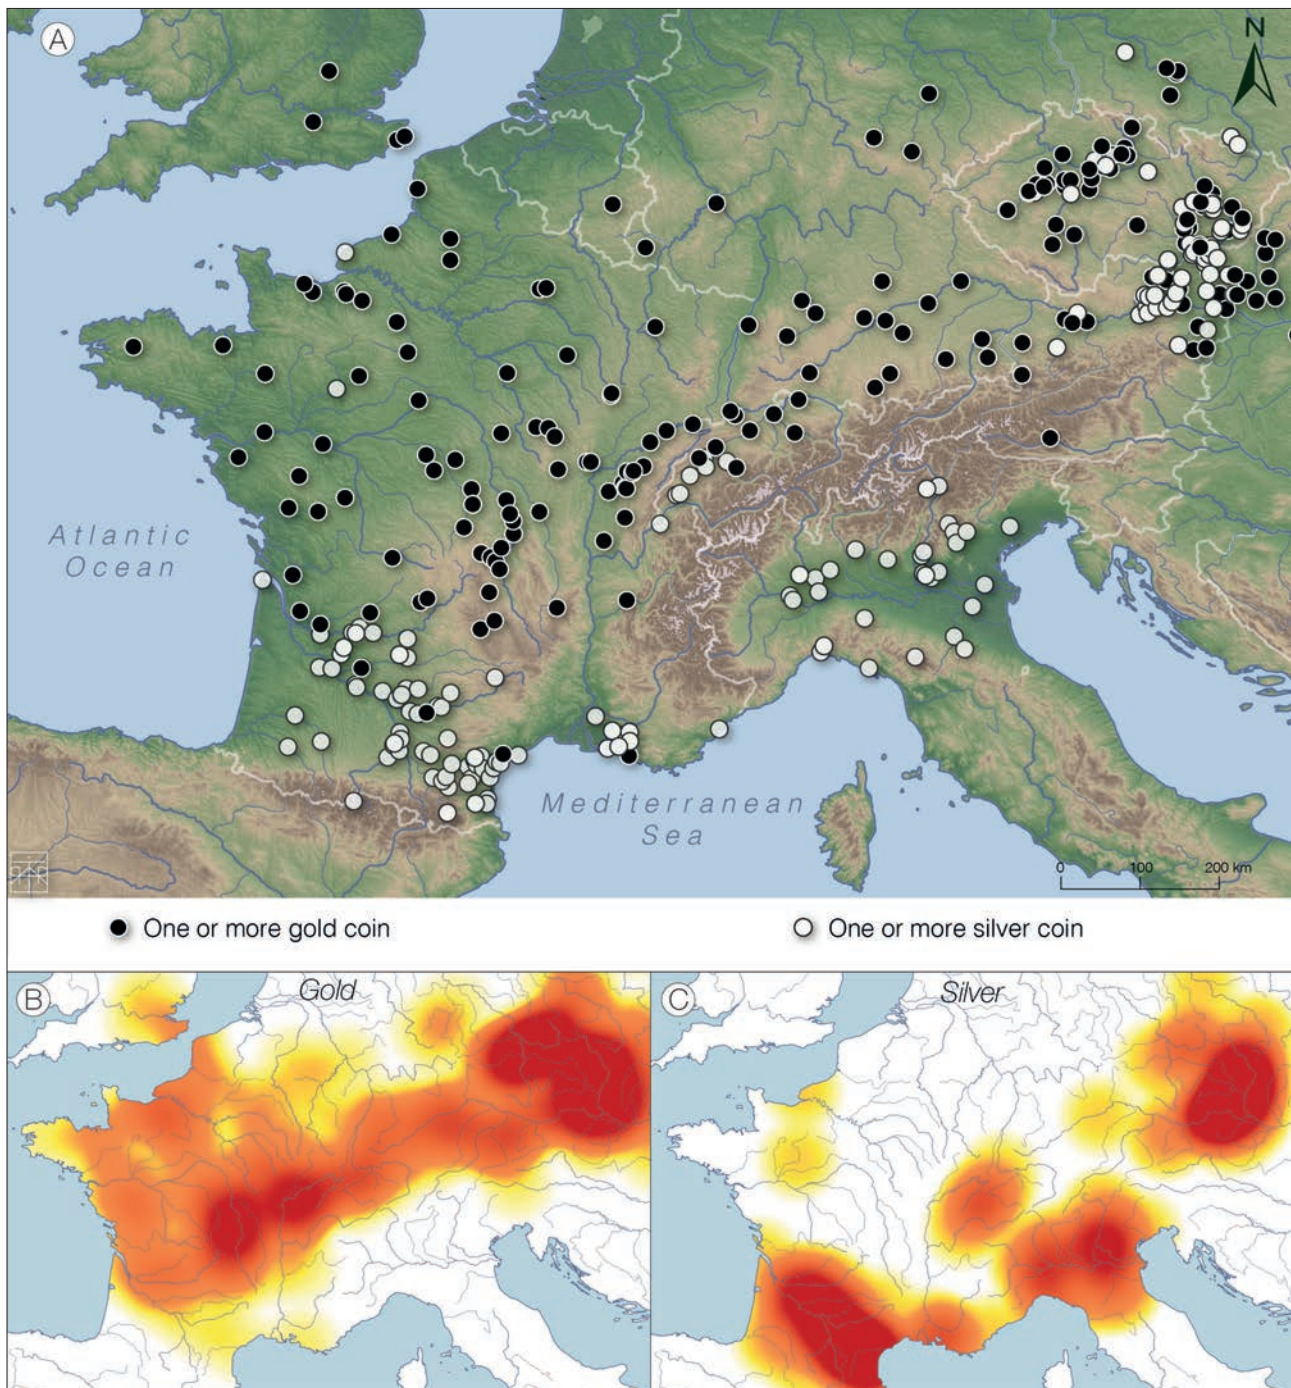 A
N
Atlantic
Ocean
Mediterranean
Sea
0 100 200 km
One or more gold coin
One or more silver coin
B
Gold
C
Silver